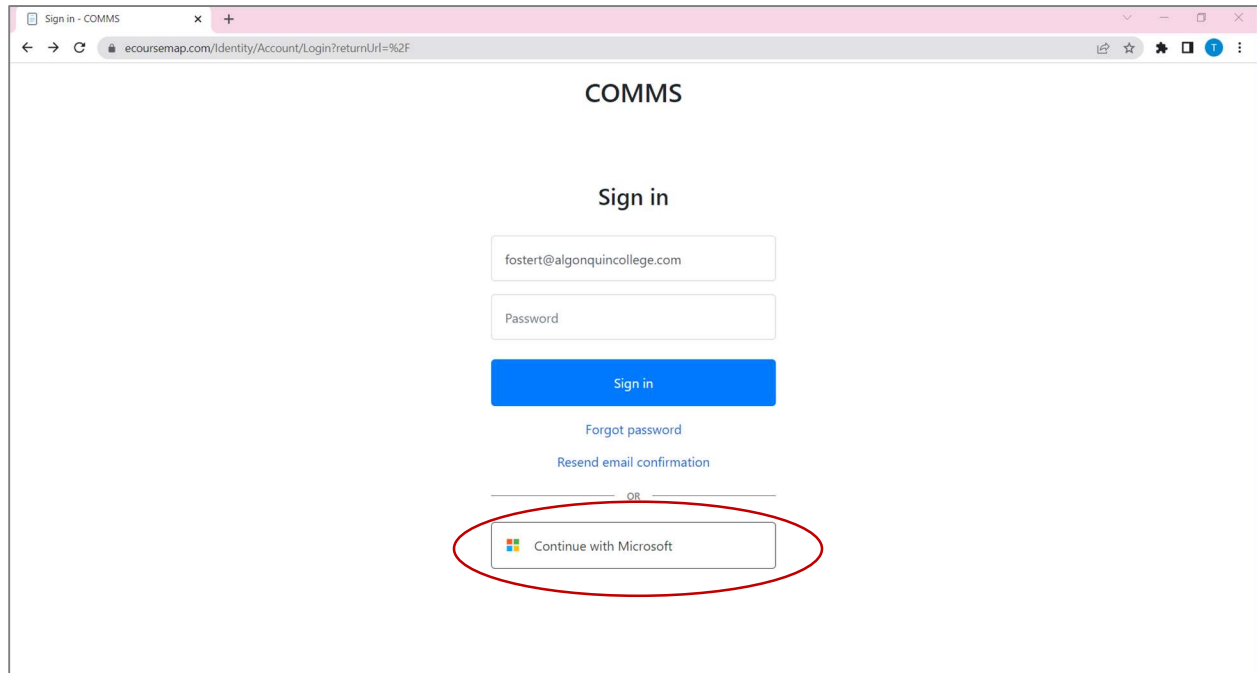 Sign in - COMMS
ecoursemap.com/Identity/Account/Login?returnUrl=%2F
T
COMMS
Sign in
fostert@algonquincollege.com
Password
Sign in
Forgot password
Resend email confirmation
OR
Continue with Microsoft